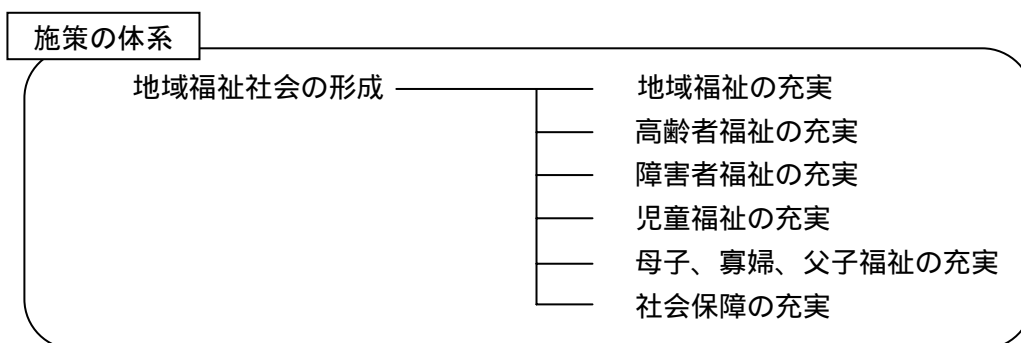 施策の体系
地域福祉社会の形成
地域福祉の充実
高齢者福祉の充実
障害者福祉の充実
児童福祉の充実
母子、寡婦、父子福祉の充実
社会保障の充実